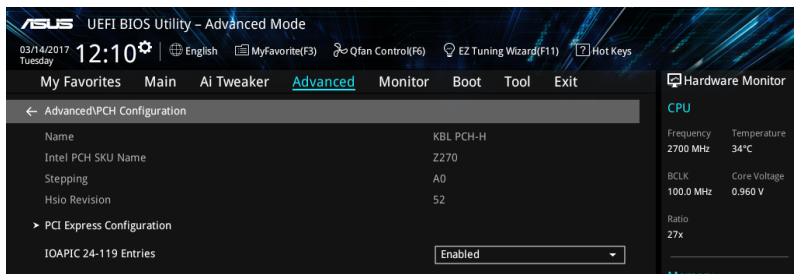 ASUS UEFI BIOS Utility – Advanced Mode
03/14/2017 Tuesday 12:10 English MyFavorite(F3) Qfan Control(F6) EZ Tuning Wizard(F11) ? Hot Keys
My Favorites Main Ai Tweaker Advanced Monitor Boot Tool Exit
Hardware Monitor
← Advanced\PCH Configuration
Name KBL PCH-H
Intel PCH SKU Name Z270
Stepping A0
Hsio Revision 52
> PCI Express Configuration
IOAPIC 24-119 Entries Enabled
CPU
Frequency Temperature
2700 MHz 34°C
BCLK Core Voltage
100.0 MHz 0.960 V
Ratio
27x